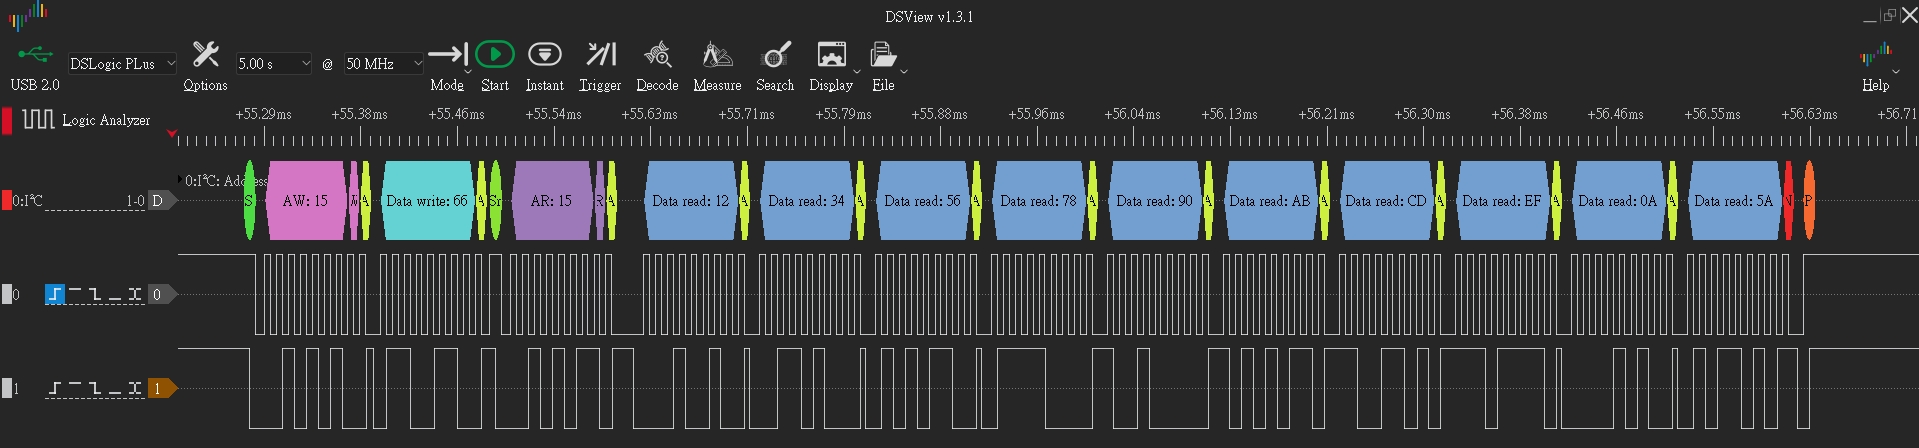 DSView v1.3.1
USB 2.0
DSLogic PLus
Options
5.00 s
@
50 MHz
Mode
Start
Instant
Trigger
Decode
Measure
Search
Display
File
Help
Logic Analyzer
+55.29ms +55.38ms +55.46ms +55.54ms +55.63ms +55.71ms +55.79ms +55.88ms +55.96ms +56.04ms +56.13ms +56.21ms +56.30ms +56.38ms +56.46ms +56.55ms +56.63ms +56.71
0:I²C 1-0 D
0:I²C: Address
S AW: 15 W A Data write: 66 A Sr AR: 15 R A Data read: 12 A Data read: 34 A Data read: 56 A Data read: 78 A Data read: 90 A Data read: AB A Data read: CD A Data read: EF A Data read: 0A A Data read: 5A N P
0 0
1 1